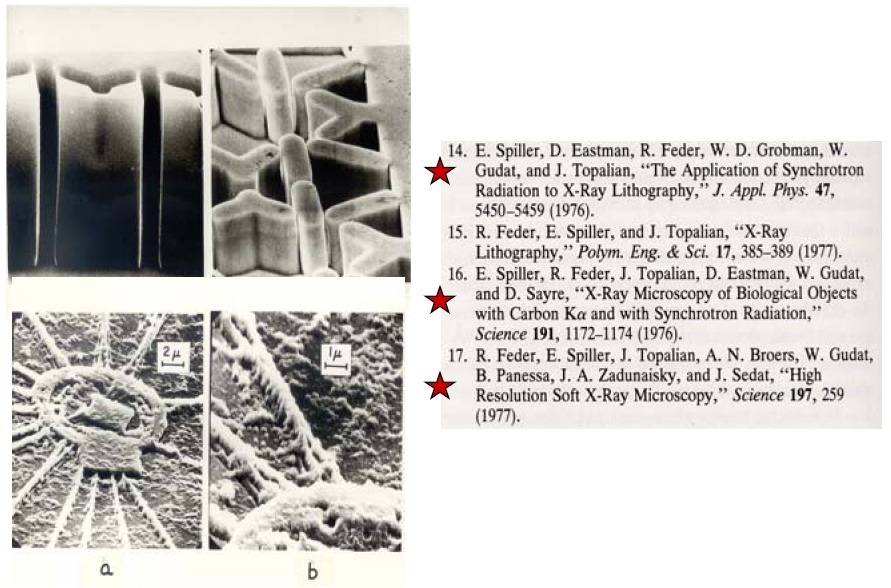 2μ
1μ
a
b
14. E. Spiller, D. Eastman, R. Feder, W. D. Grobman, W.
Gudat, and J. Topalian, “The Application of Synchrotron
Radiation to X-Ray Lithography,” J. Appl. Phys. 47,
5450–5459 (1976).
15. R. Feder, E. Spiller, and J. Topalian, “X-Ray
Lithography,” Polym. Eng. & Sci. 17, 385–389 (1977).
16. E. Spiller, R. Feder, J. Topalian, D. Eastman, W. Gudat,
and D. Sayre, “X-Ray Microscopy of Biological Objects
with Carbon Kα and with Synchrotron Radiation,”
Science 191, 1172–1174 (1976).
17. R. Feder, E. Spiller, J. Topalian, A. N. Broers, W. Gudat,
B. Panessa, J. A. Zadunaisky, and J. Sedat, “High
Resolution Soft X-Ray Microscopy,” Science 197, 259
(1977).